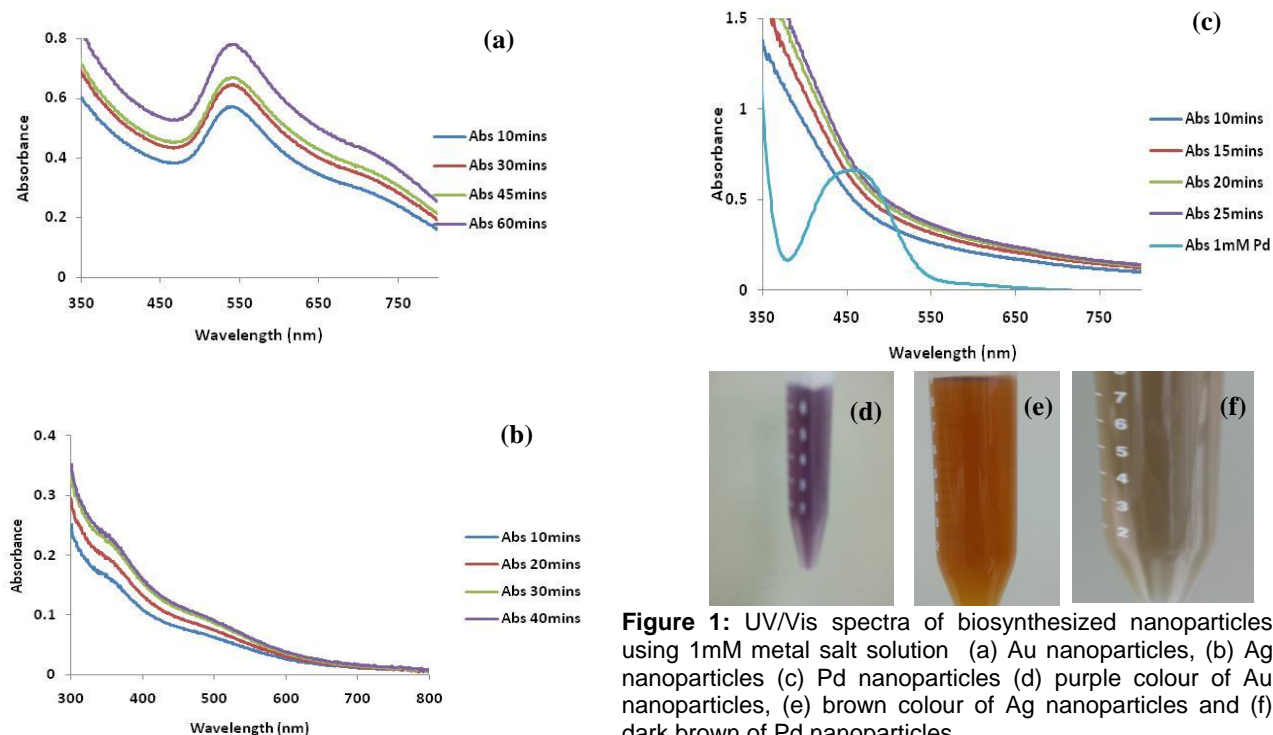 (a)
0.8
0.6
0.4
0.2
0
Absorbance
350 450 550 650 750
Wavelength (nm)
Abs 10mins
Abs 30mins
Abs 45mins
Abs 60mins
(b)
0.4
0.3
0.2
0.1
0
Absorbance
300 400 500 600 700 800
Wavelength (nm)
Abs 10mins
Abs 20mins
Abs 30mins
Abs 40mins
(c)
1.5
1
0.5
0
Absorbance
350 450 550 650 750
Wavelength (nm)
Abs 10mins
Abs 15mins
Abs 20mins
Abs 25mins
Abs 1mM Pd
(d)
(e)
(f)
7
6
5
4
3
2
Figure 1: UV/Vis spectra of biosynthesized nanoparticles
using 1mM metal salt solution (a) Au nanoparticles, (b) Ag
nanoparticles (c) Pd nanoparticles (d) purple colour of Au
nanoparticles, (e) brown colour of Ag nanoparticles and (f)
dark brown of Pd nanoparticles